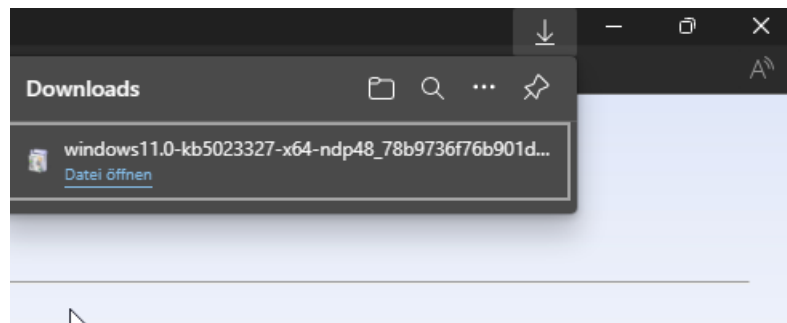 Downloads
windows11.0-kb5023327-x64-ndp48_78b9736f76b901d...
Datei öffnen